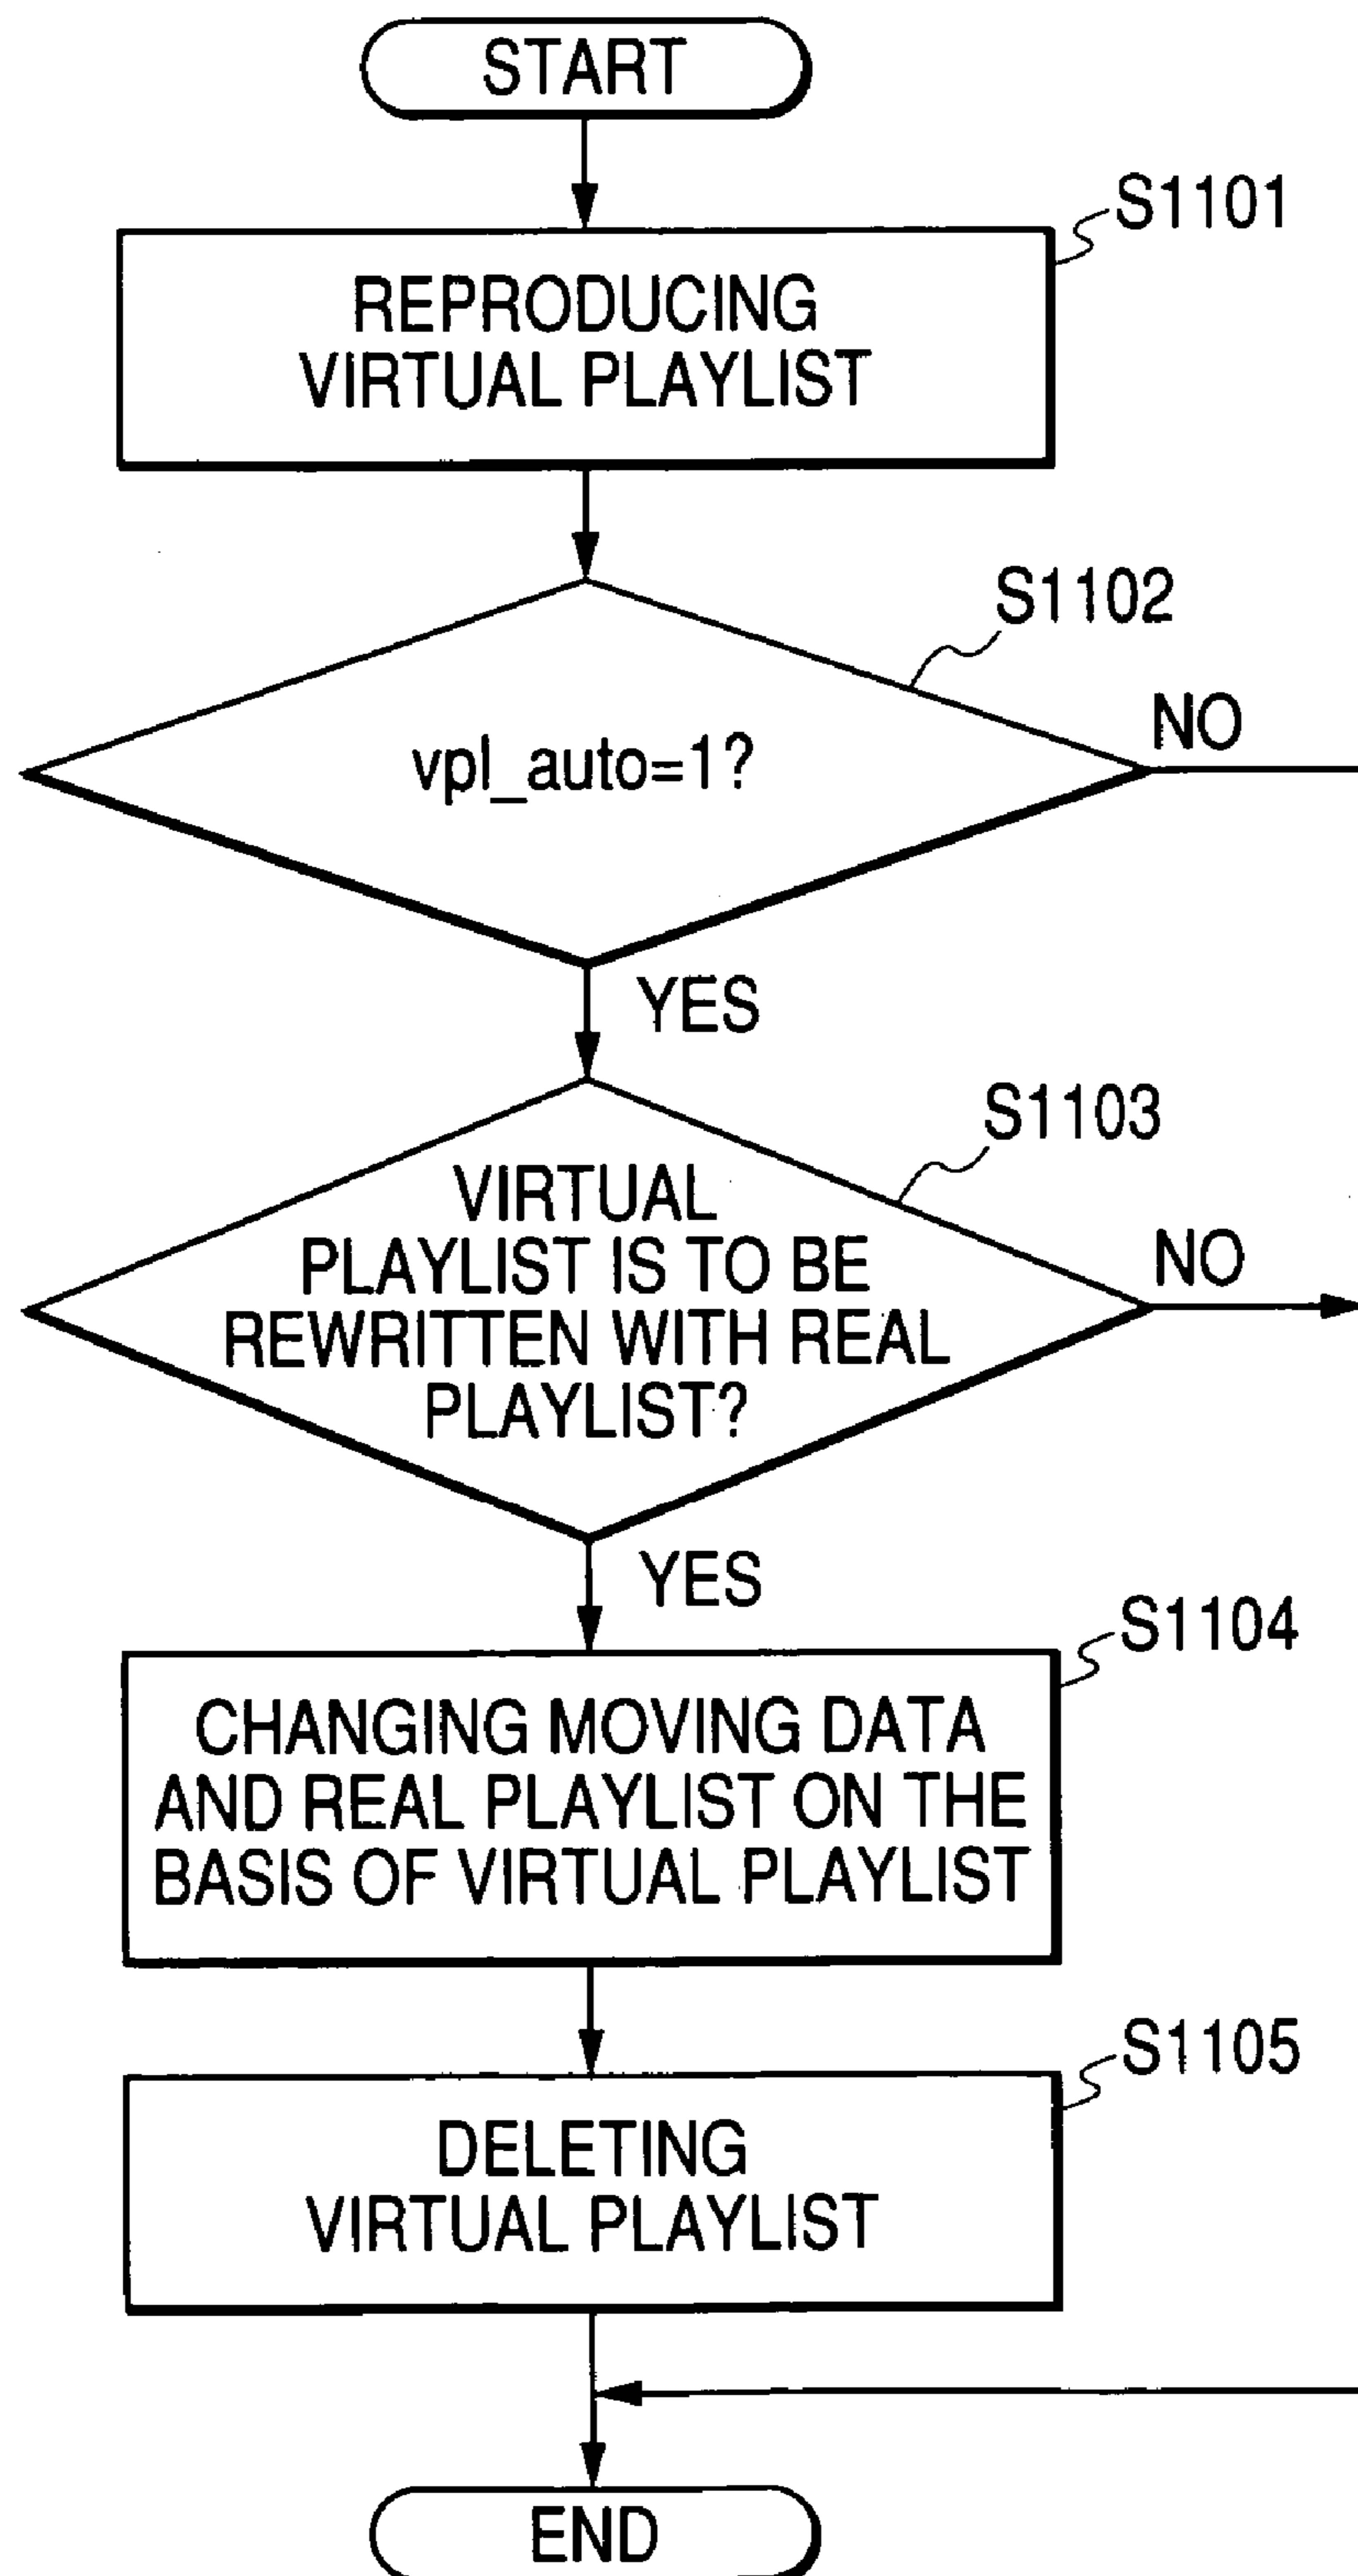 START
S1101
REPRODUCING
VIRTUAL PLAYLIST
S1102
vpl_auto=1?
NO
YES
S1103
VIRTUAL
PLAYLIST IS TO BE
REWRITTEN WITH REAL
PLAYLIST?
NO
YES
S1104
CHANGING MOVING DATA
AND REAL PLAYLIST ON THE
BASIS OF VIRTUAL PLAYLIST
S1105
DELETING
VIRTUAL PLAYLIST
END